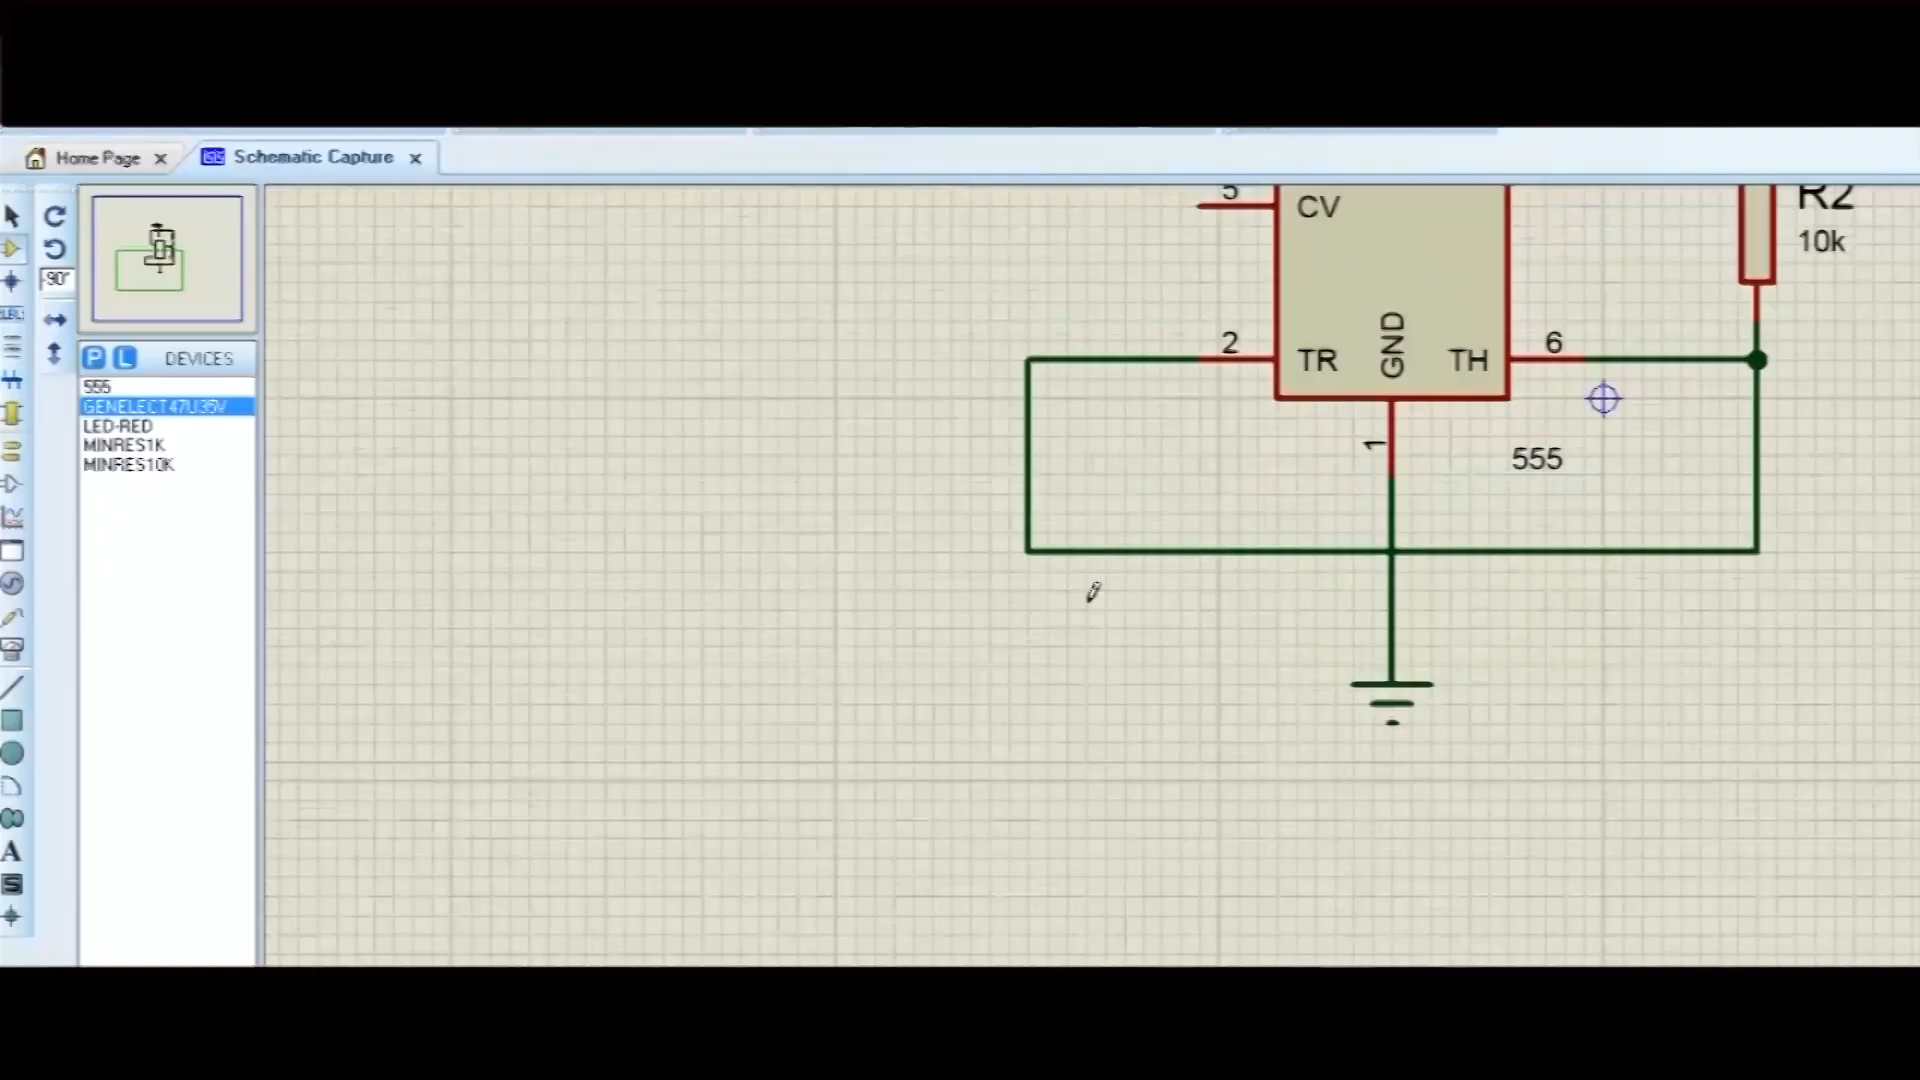 Home Page
Schematic Capture
-90°
LBL
P L DEVICES
555
GENELECT47U35V
LED-RED
MINRES1K
MINRES10K
A
S
5
CV
R2
10k
2
TR
GND
TH
6
1
555